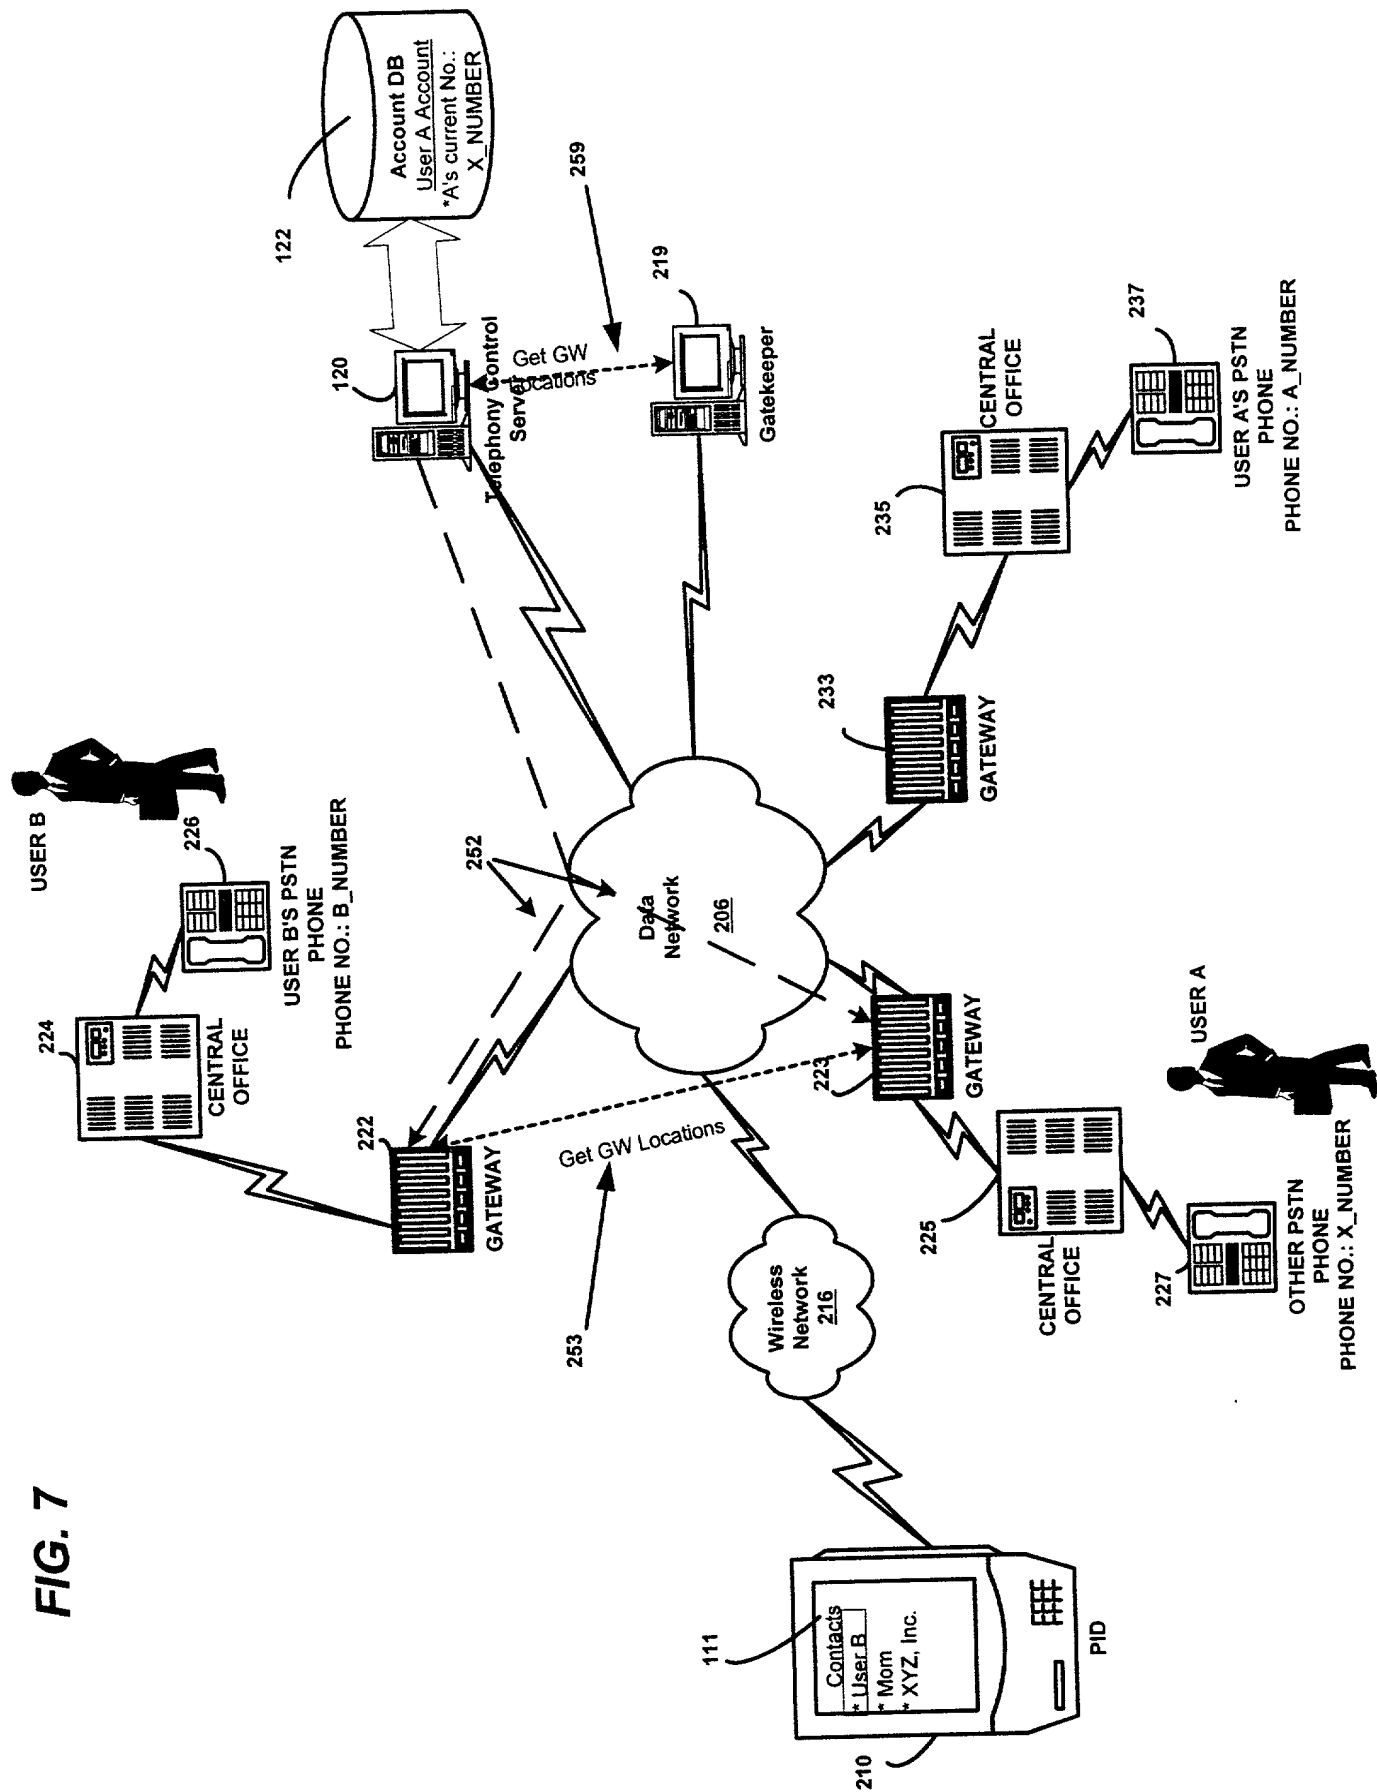 FIG. 7
USER B
226
USER B'S PSTN
PHONE
PHONE NO.: B_NUMBER
224
CENTRAL
OFFICE
222
GATEWAY
252
122
Account DB
User A Account
*A's current No.:
X_NUMBER
120
Telephony Control
Server
Get GW
Locations
259
219
Gatekeeper
Data
Network
206
Get GW Locations
253
Wireless
Network
216
111
Contacts
* User B
* Mom
* XYZ, Inc.
PID
210
223
GATEWAY
233
GATEWAY
235
CENTRAL
OFFICE
237
USER A'S PSTN
PHONE
PHONE NO.: A_NUMBER
225
CENTRAL
OFFICE
USER A
227
OTHER PSTN
PHONE
PHONE NO.: X_NUMBER